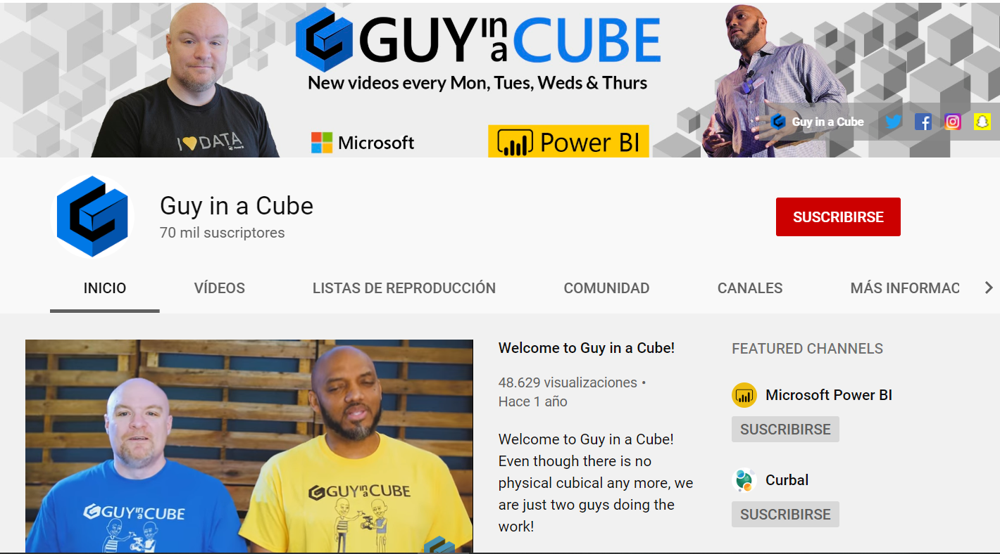 GUY in a CUBE
New videos every Mon, Tues, Weds & Thurs
I DATA
Power BI
Microsoft
Power BI
Guy in a Cube
Guy in a Cube
70 mil suscriptores
SUSCRIBIRSE
INICIO
VÍDEOS
LISTAS DE REPRODUCCIÓN
COMUNIDAD
CANALES
MÁS INFORMAC
GUY in a CUBE
GUY in a CUBE
Welcome to Guy in a Cube!
48.629 visualizaciones •
Hace 1 año
Welcome to Guy in a Cube!
Even though there is no
physical cubical any more, we
are just two guys doing the
work!
FEATURED CHANNELS
Microsoft Power BI
SUSCRIBIRSE
Curbal
SUSCRIBIRSE